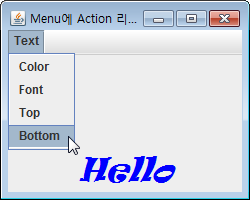 Menu에 Action 리...
Text
Color
Font
Top
Bottom
Hello